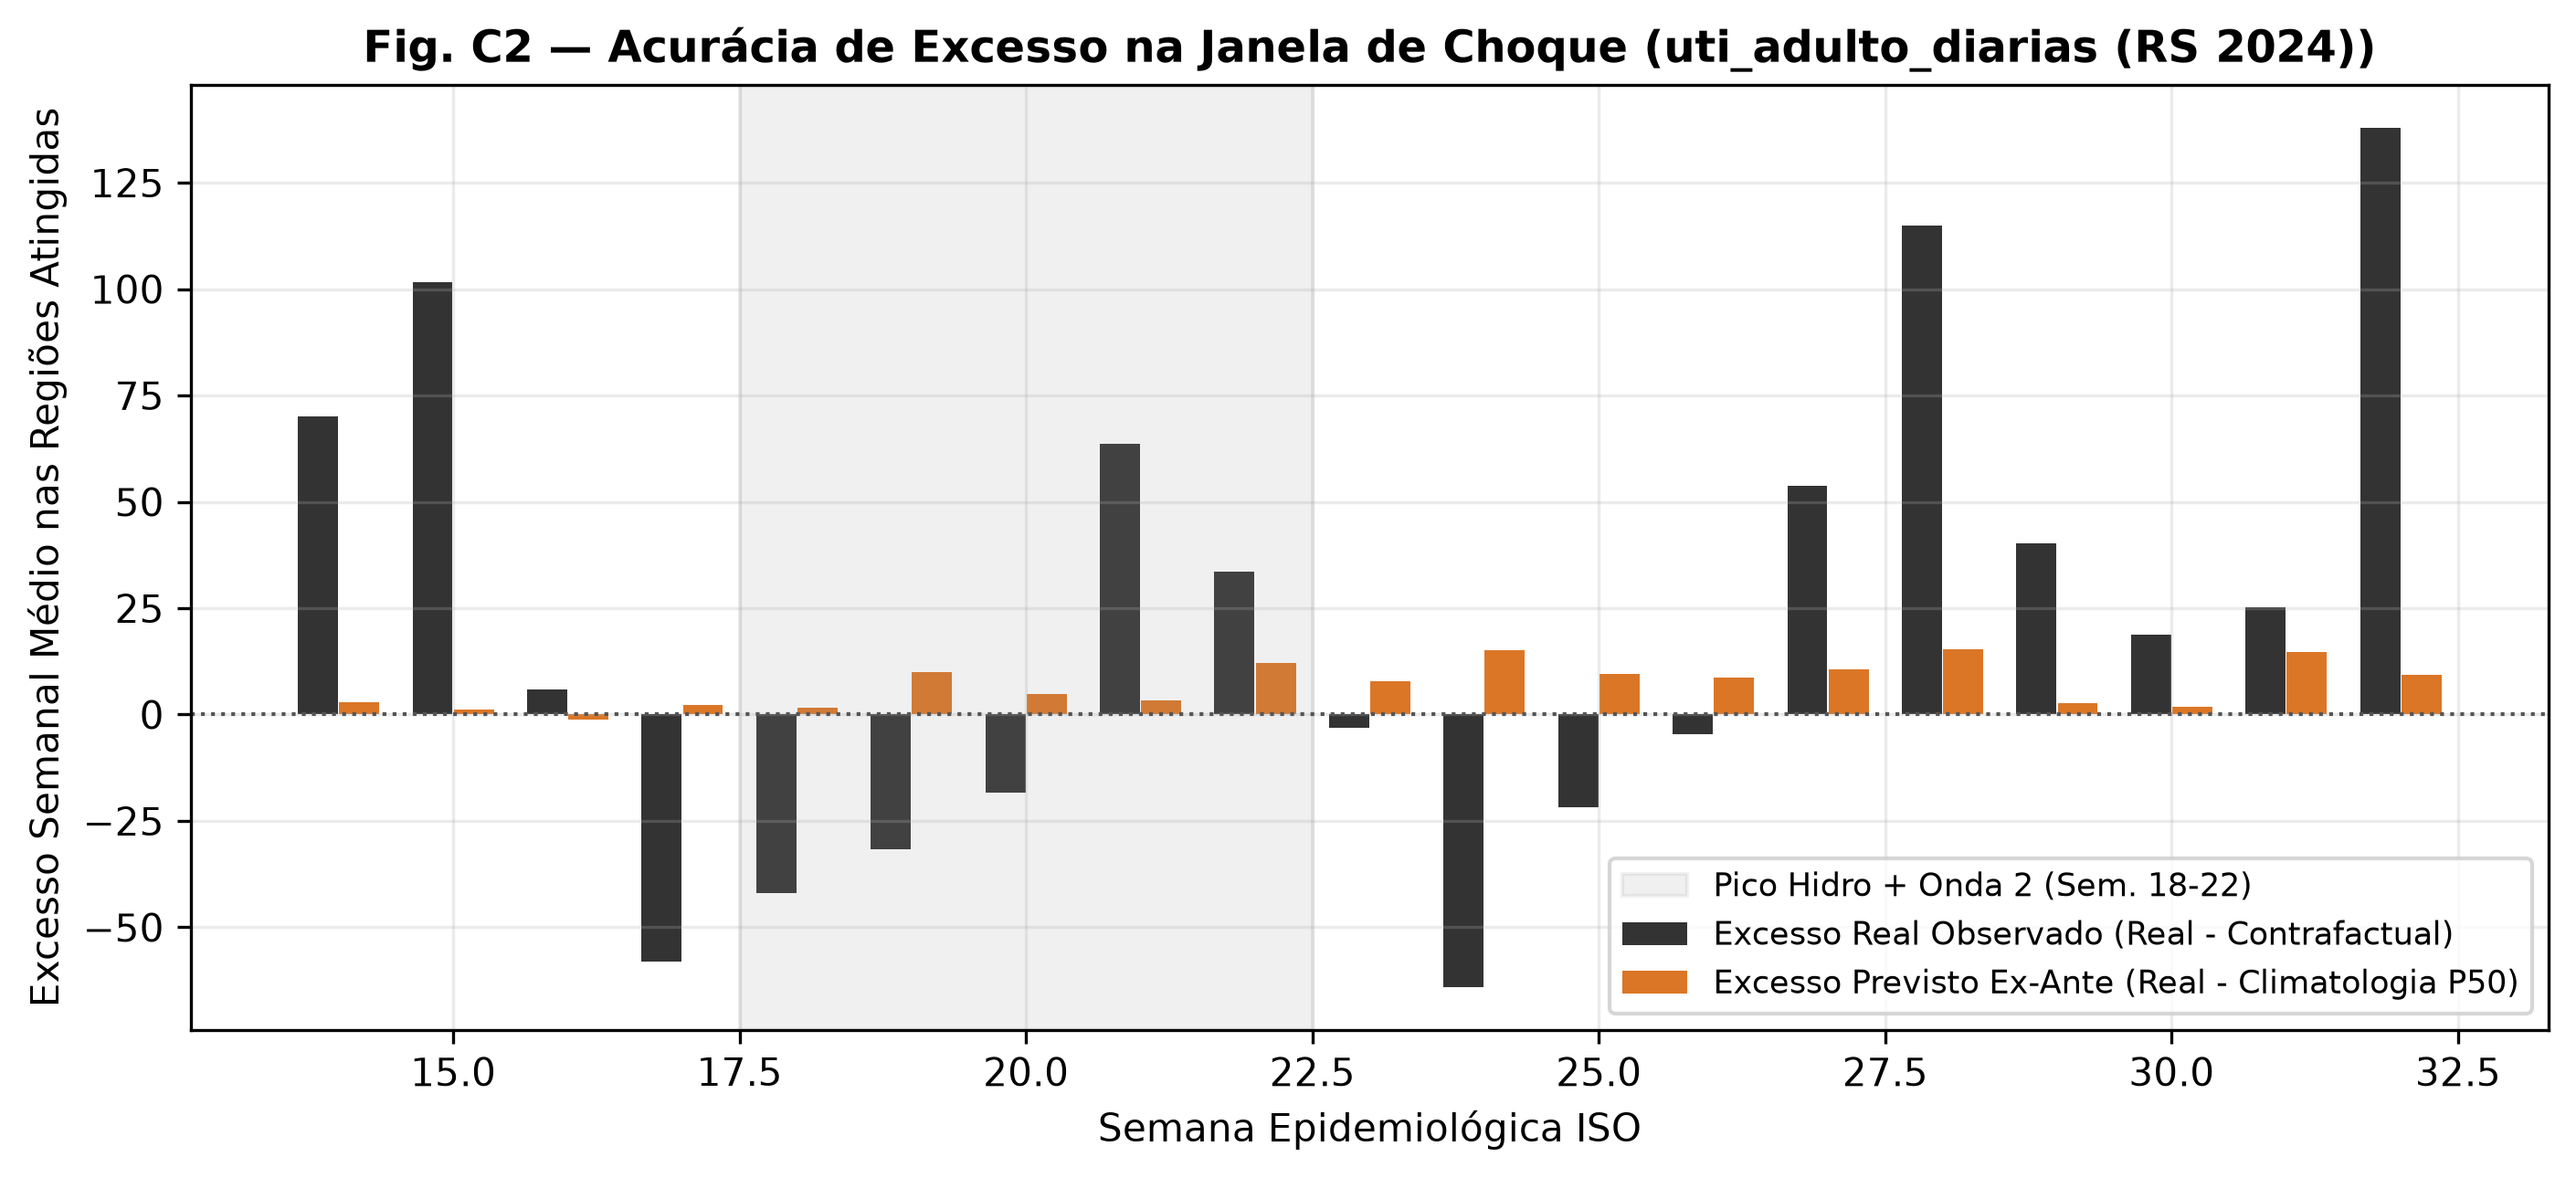 Fig. C2 — Acurácia de Excesso na Janela de Choque (uti_adulto_diarias (RS 2024))
Excesso Semanal Médio nas Regiões Atingidas
125
100
75
50
25
0
−25
−50
Pico Hidro + Onda 2 (Sem. 18-22)
Excesso Real Observado (Real - Contrafactual)
Excesso Previsto Ex-Ante (Real - Climatologia P50)
15.0 17.5 20.0 22.5 25.0 27.5 30.0 32.5
Semana Epidemiológica ISO